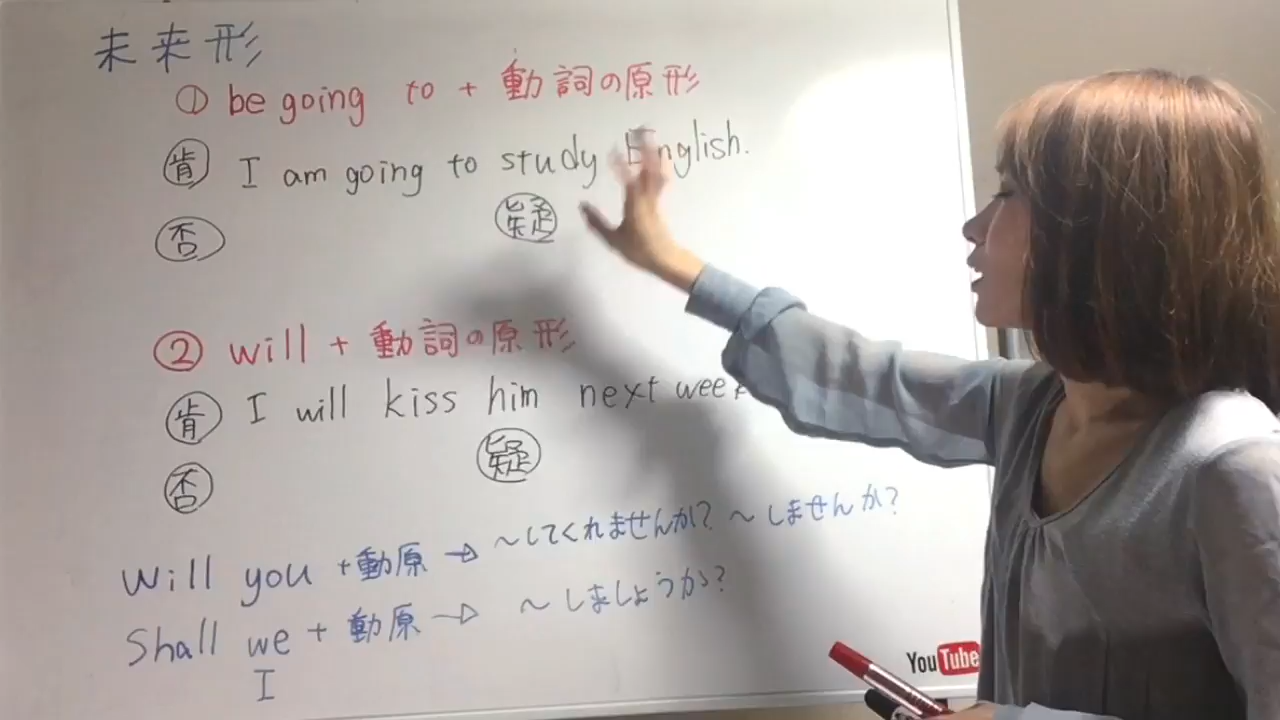 未来形
① be going to + 動詞の原形
肯 I am going to study English.
否 疑
② will + 動詞の原形
肯 I will kiss him next week
否 疑
Will you +動原 → ～してくれませんか? ～しませんか?
Shall we + 動原 → ～しましょうか?
I
YouTube